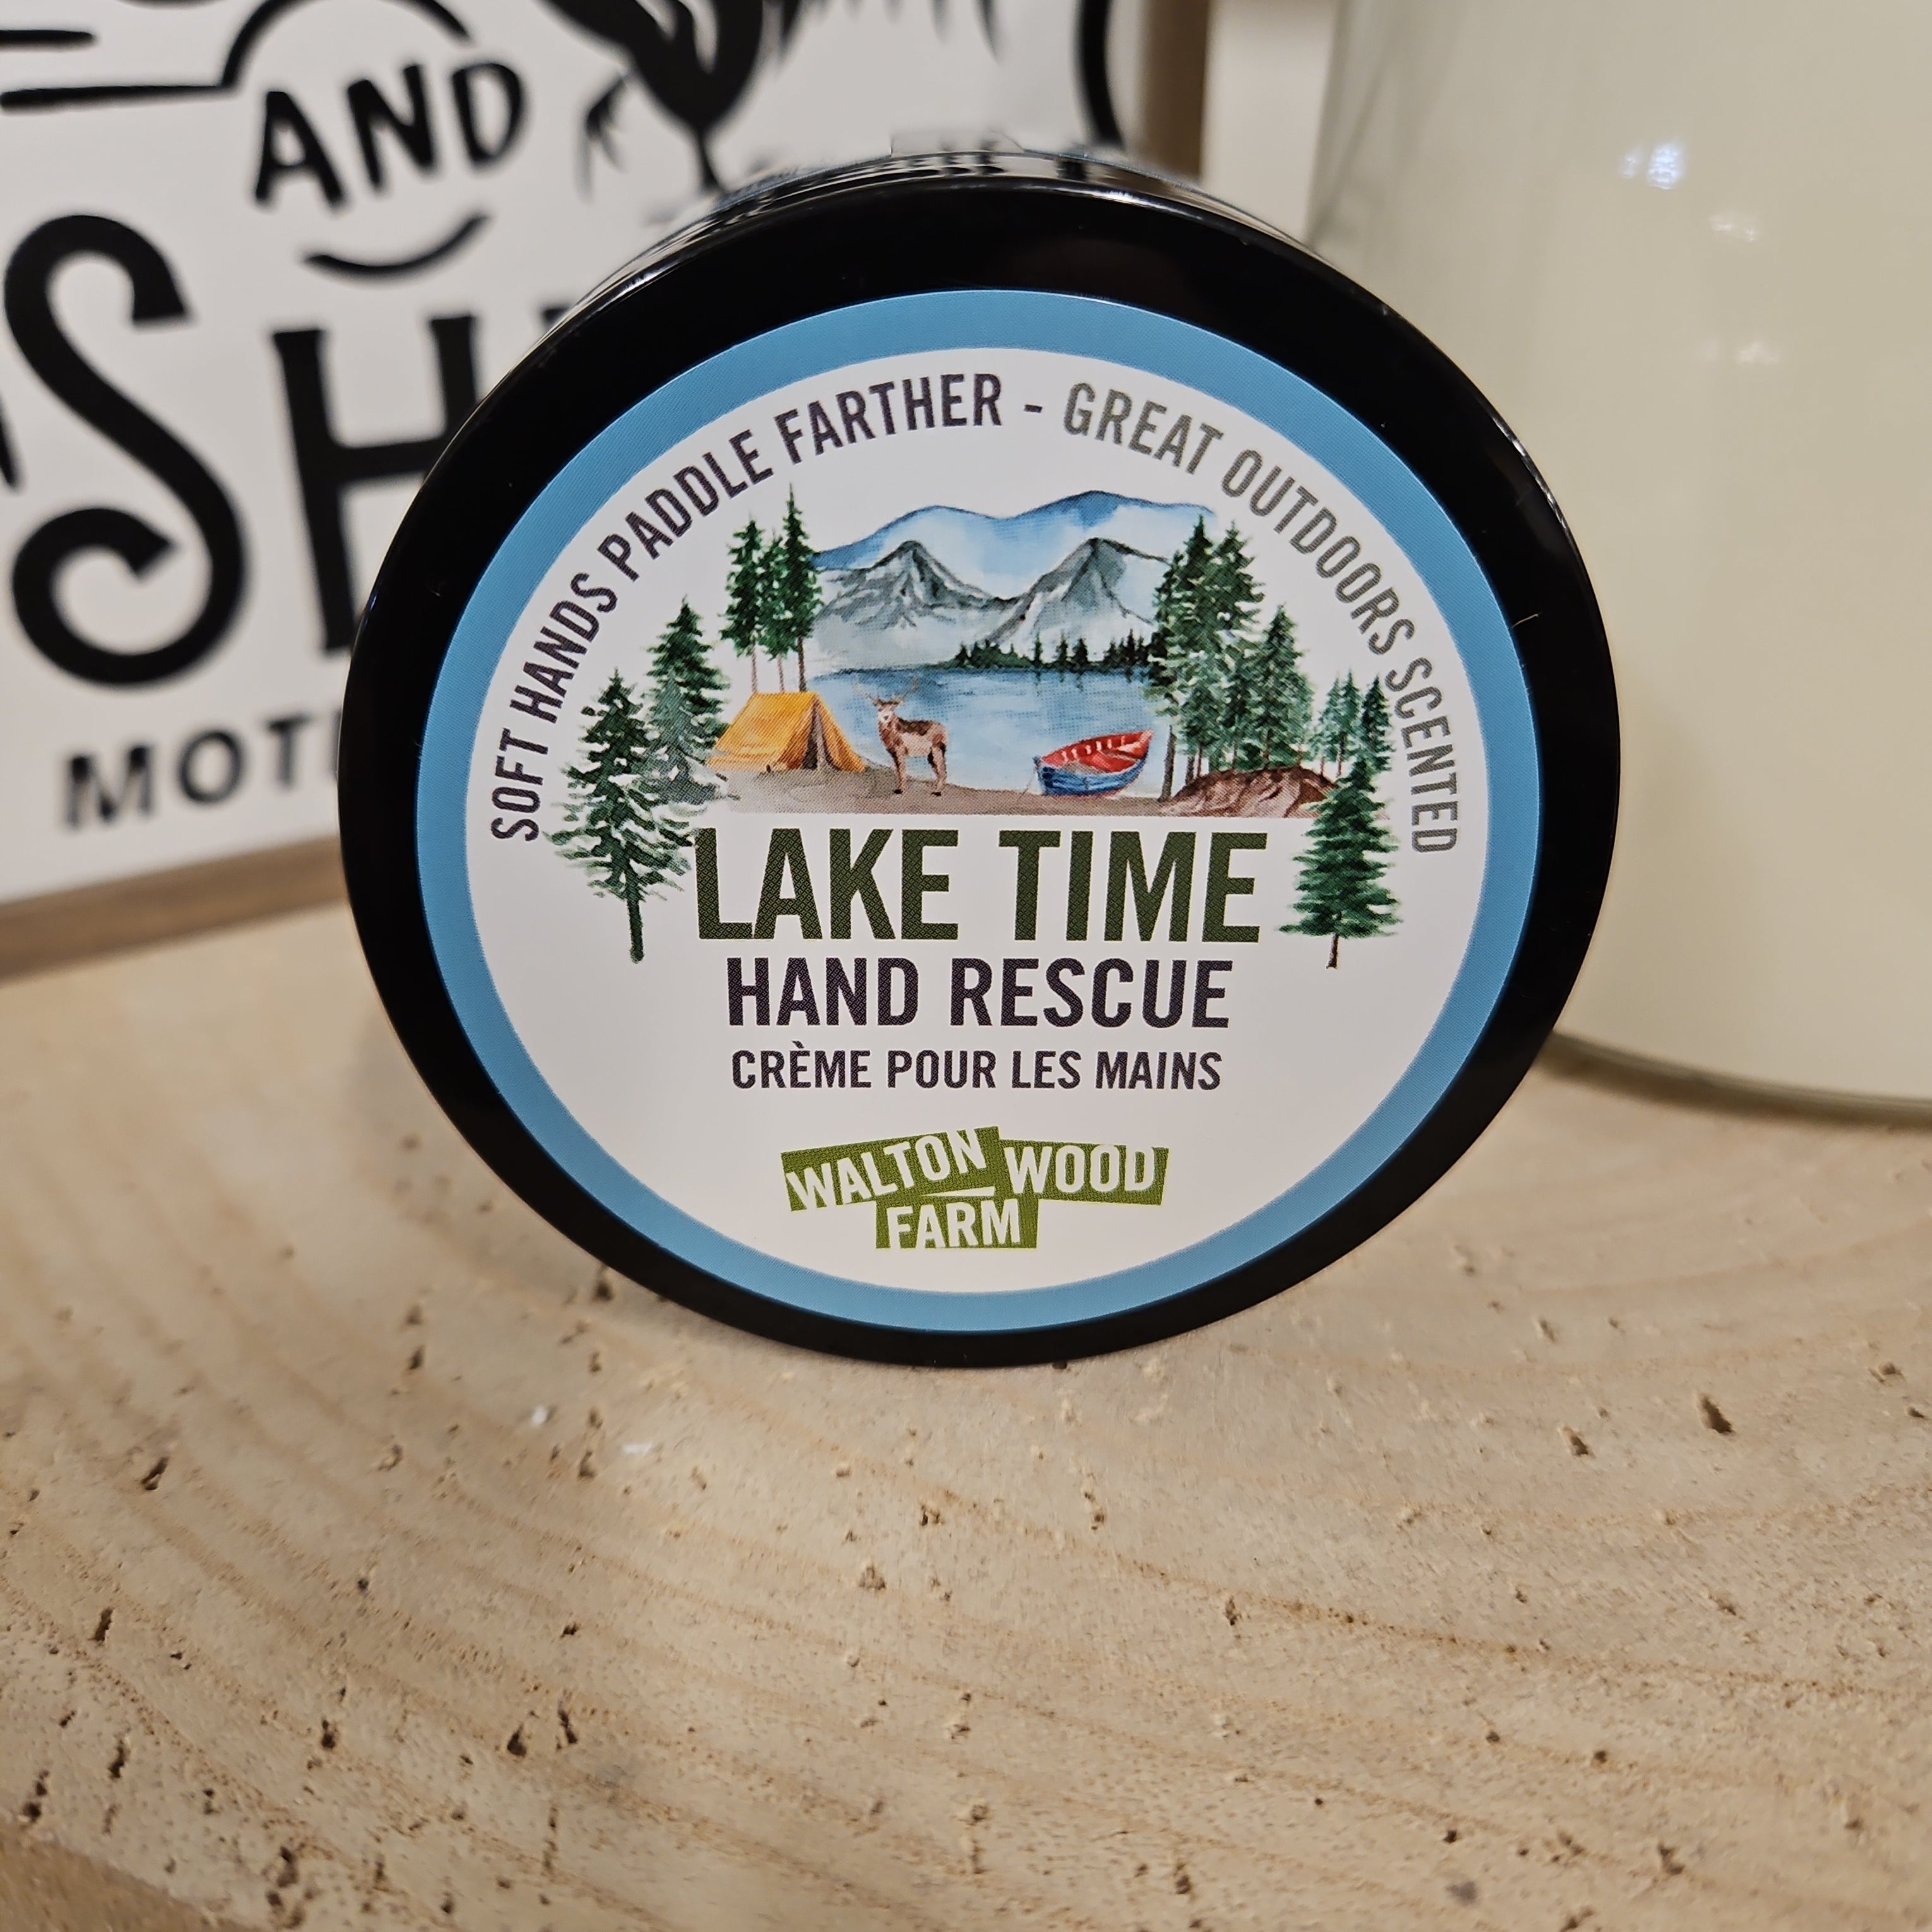 AND
SOFT HANDS PADDLE FARTHER - GREAT OUTDOORS SCENTED
LAKE TIME
HAND RESCUE
CRÈME POUR LES MAINS
WALTON WOOD
FARM